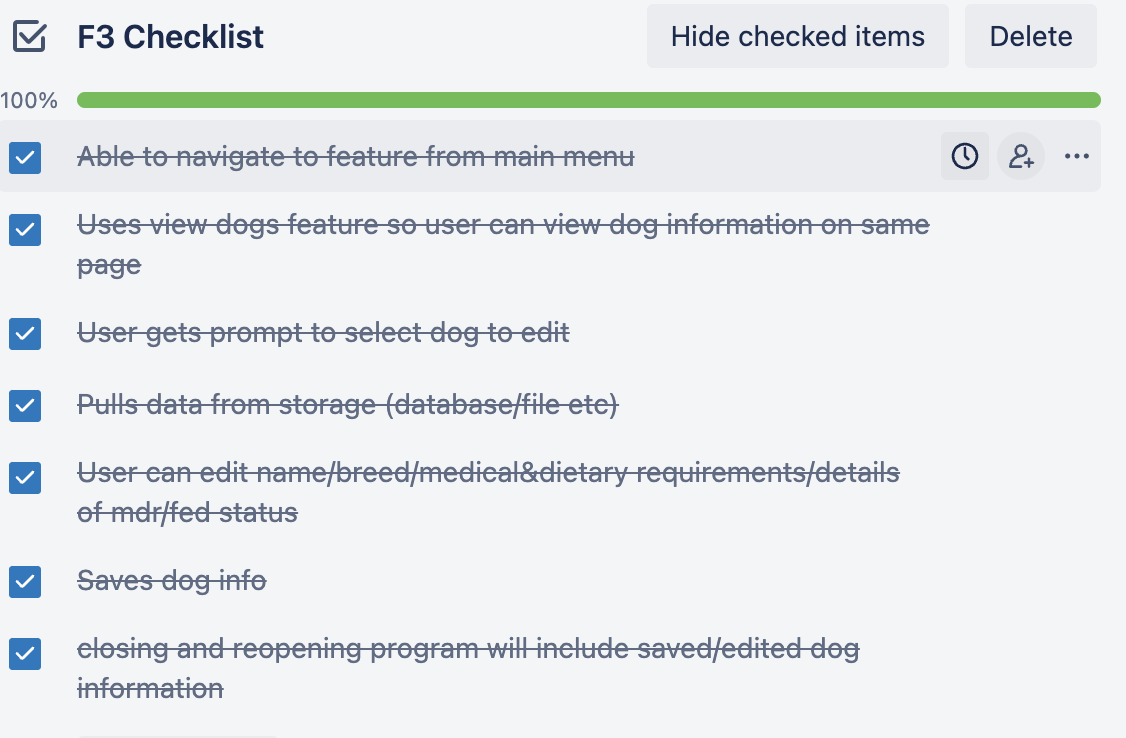 F3 Checklist
Hide checked items
Delete
100%
Able to navigate to feature from main menu
Uses view dogs feature so user can view dog information on same
page
User gets prompt to select dog to edit
Pulls data from storage (database/file etc)
User can edit name/breed/medical&dietary requirements/details
of mdr/fed status
Saves dog info
closing and reopening program will include saved/edited dog
information